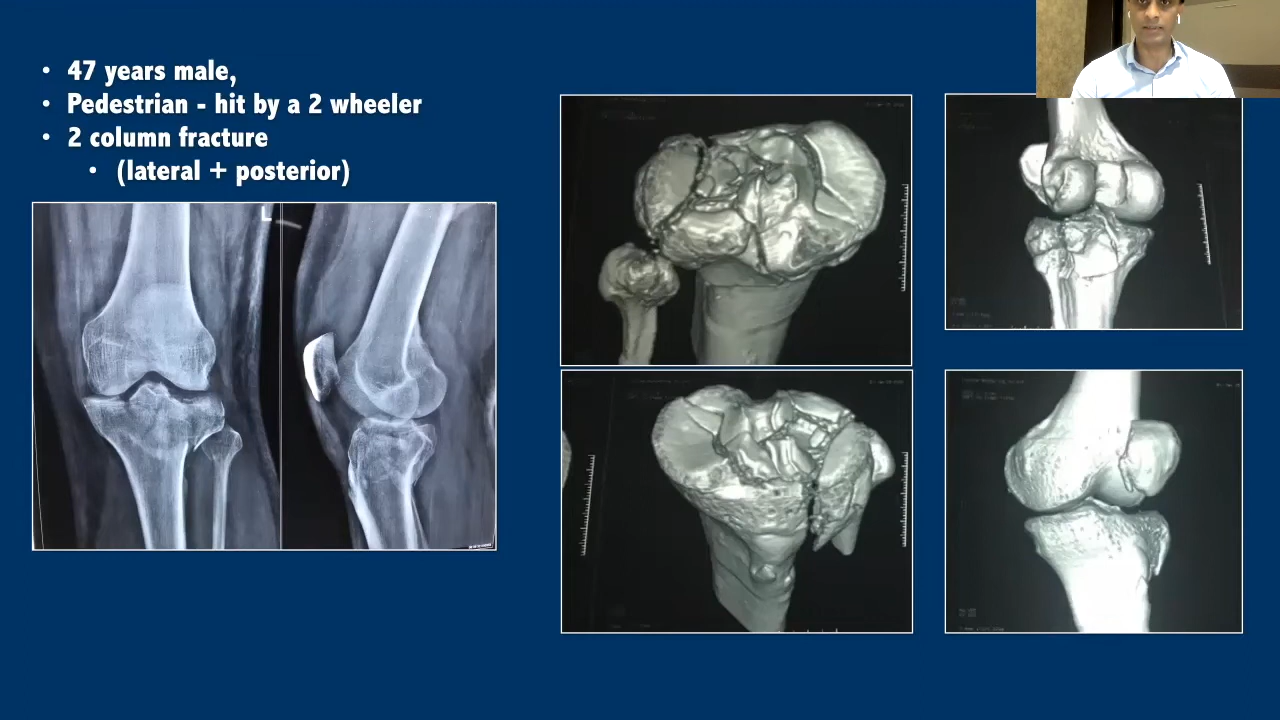 • 47 years male,
• Pedestrian - hit by a 2 wheeler
• 2 column fracture
• (lateral + posterior)
L